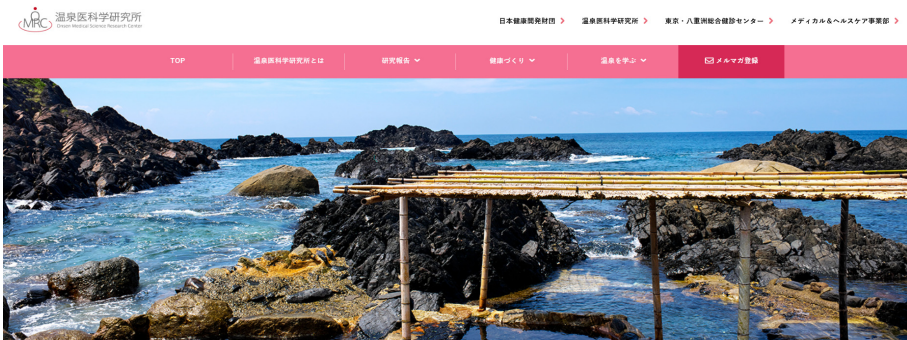 MRC 温泉医科学研究所
Onsen Medical Science Research Center
日本健康開発財団
温泉医科学研究所
東京・八重洲総合健診センター
メディカル&ヘルスケア事業部
TOP
温泉医科学研究所とは
研究報告
健康づくり
温泉を学ぶ
メルマガ登録